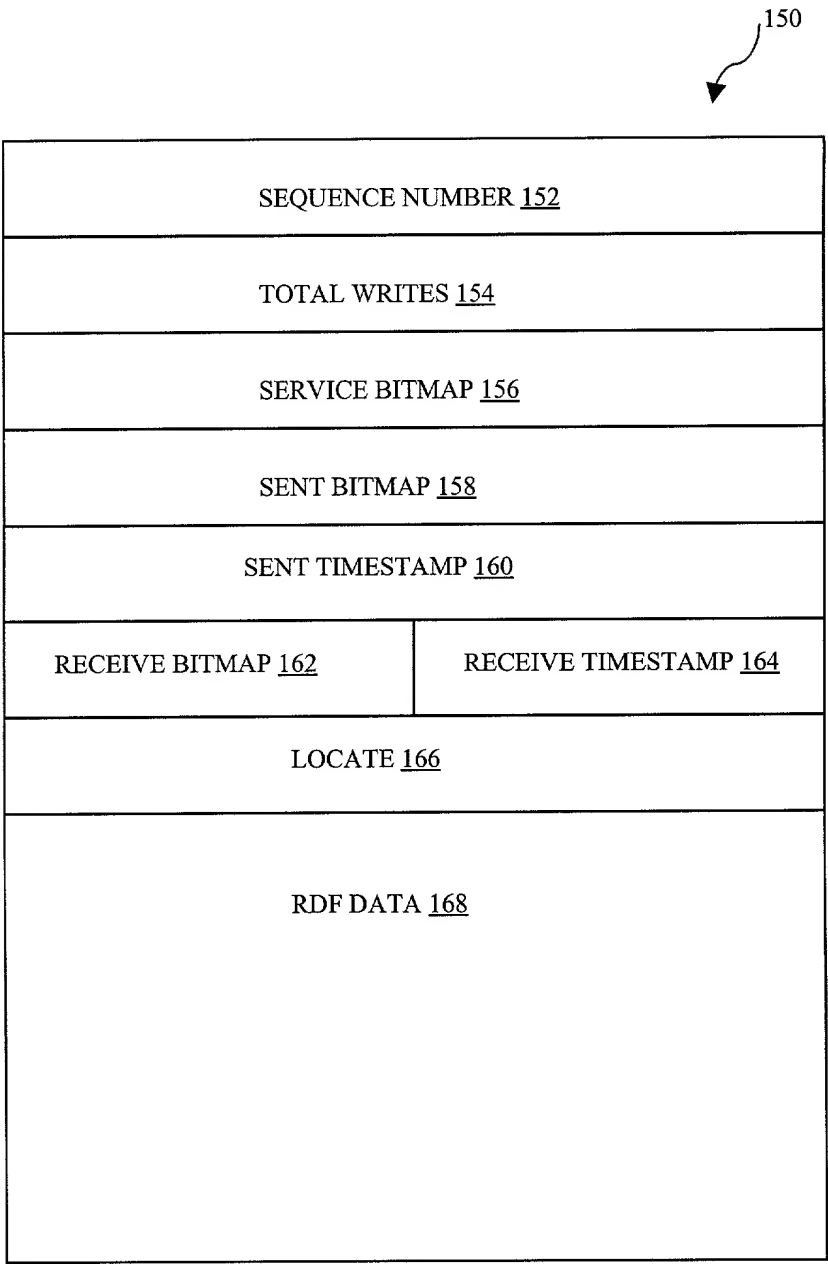 150
SEQUENCE NUMBER 152
TOTAL WRITES 154
SERVICE BITMAP 156
SENT BITMAP 158
SENT TIMESTAMP 160
RECEIVE BITMAP 162
RECEIVE TIMESTAMP 164
LOCATE 166
RDF DATA 168